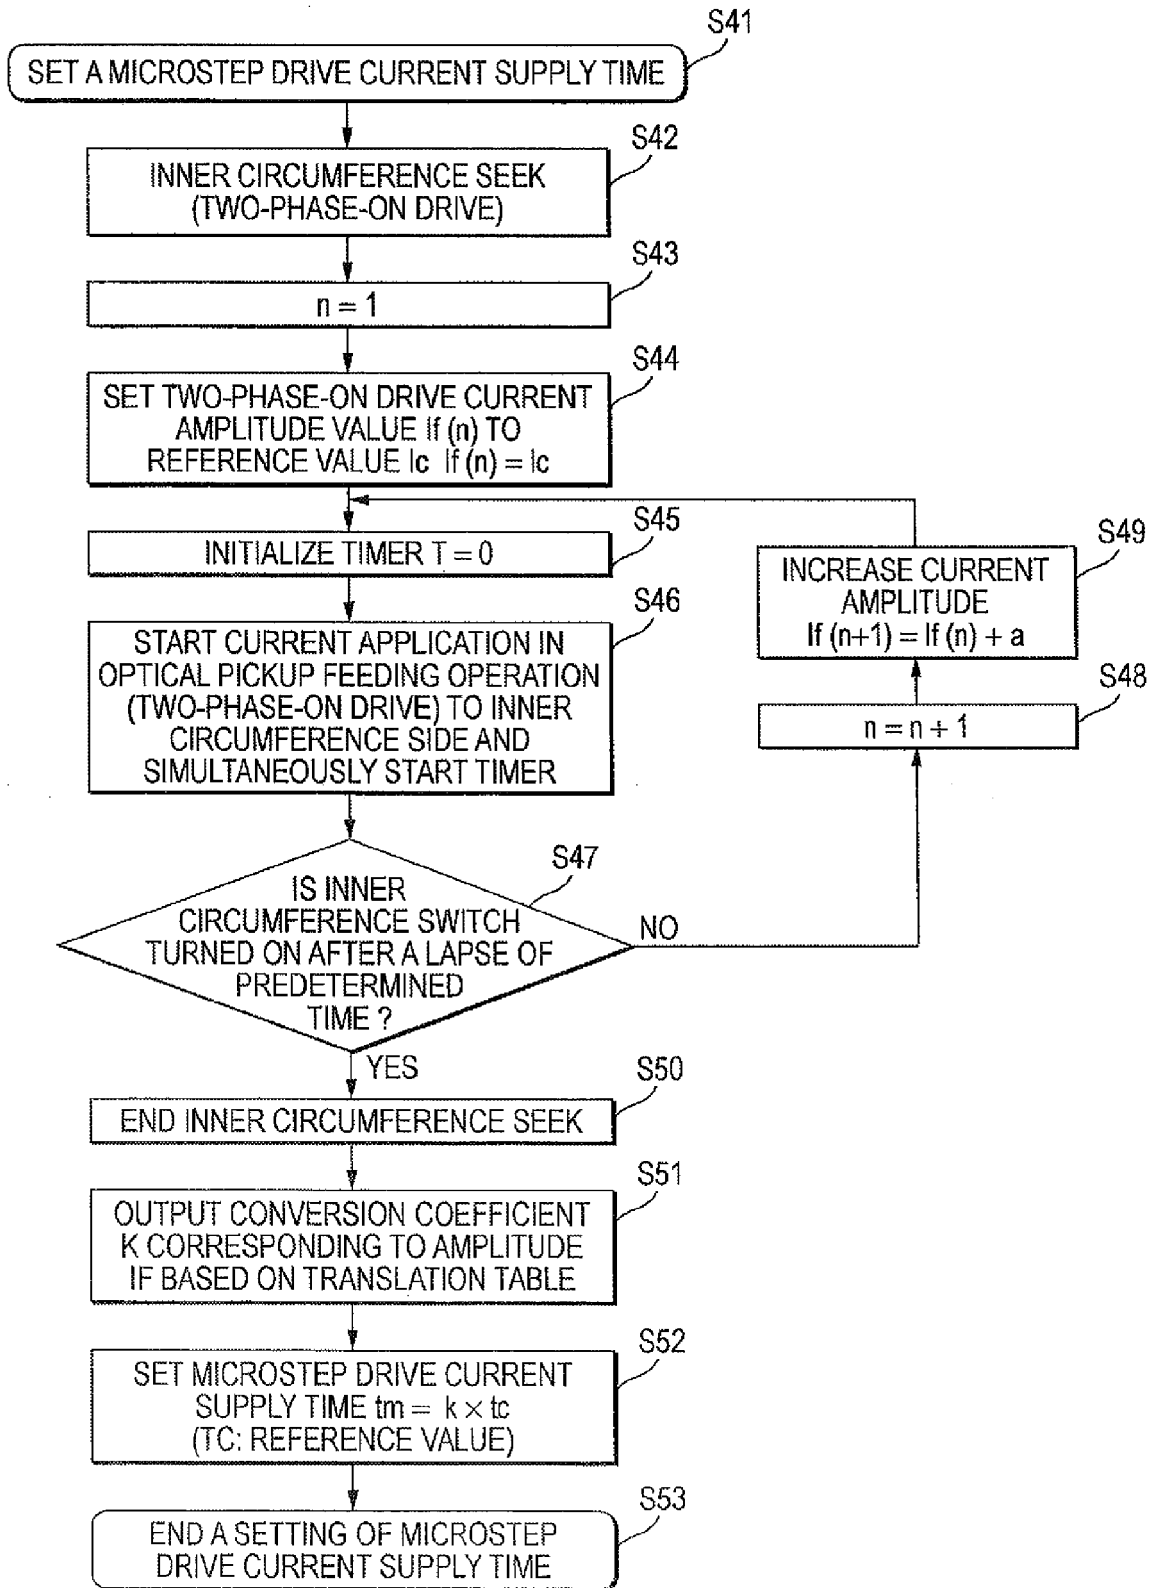 S41
SET A MICROSTEP DRIVE CURRENT SUPPLY TIME
S42
INNER CIRCUMFERENCE SEEK
(TWO-PHASE-ON DRIVE)
S43
n = 1
S44
SET TWO-PHASE-ON DRIVE CURRENT
AMPLITUDE VALUE If (n) TO
REFERENCE VALUE Ic If (n) = Ic
S45
INITIALIZE TIMER T = 0
S46
START CURRENT APPLICATION IN
OPTICAL PICKUP FEEDING OPERATION
(TWO-PHASE-ON DRIVE) TO INNER
CIRCUMFERENCE SIDE AND
SIMULTANEOUSLY START TIMER
S47
IS INNER
CIRCUMFERENCE SWITCH
TURNED ON AFTER A LAPSE OF
PREDETERMINED
TIME ?
NO
S48
n = n + 1
S49
INCREASE CURRENT
AMPLITUDE
If (n+1) = If (n) + a
YES
S50
END INNER CIRCUMFERENCE SEEK
S51
OUTPUT CONVERSION COEFFICIENT
K CORRESPONDING TO AMPLITUDE
IF BASED ON TRANSLATION TABLE
S52
SET MICROSTEP DRIVE CURRENT
SUPPLY TIME tm = k × tc
(TC: REFERENCE VALUE)
S53
END A SETTING OF MICROSTEP
DRIVE CURRENT SUPPLY TIME